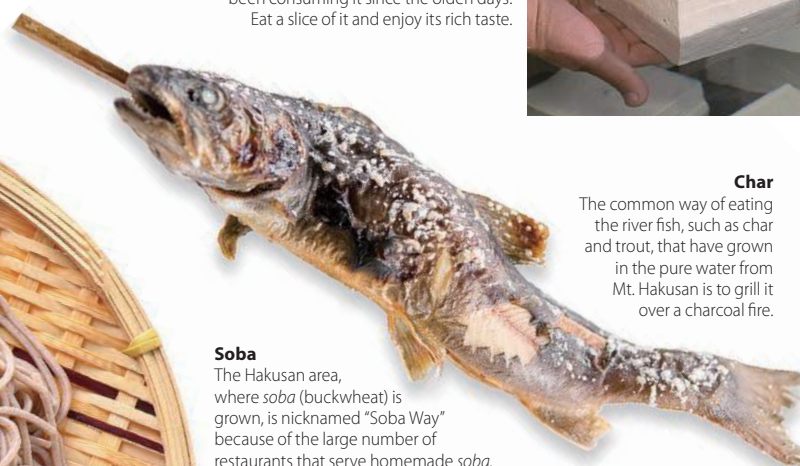 been consuming it since the olden days.
Eat a slice of it and enjoy its rich taste.
Char
The common way of eating
the river fish, such as char
and trout, that have grown
in the pure water from
Mt. Hakusan is to grill it
over a charcoal fire.
Soba
The Hakusan area,
where soba (buckwheat) is
grown, is nicknamed “Soba Way”
because of the large number of
restaurants that serve homemade soba.